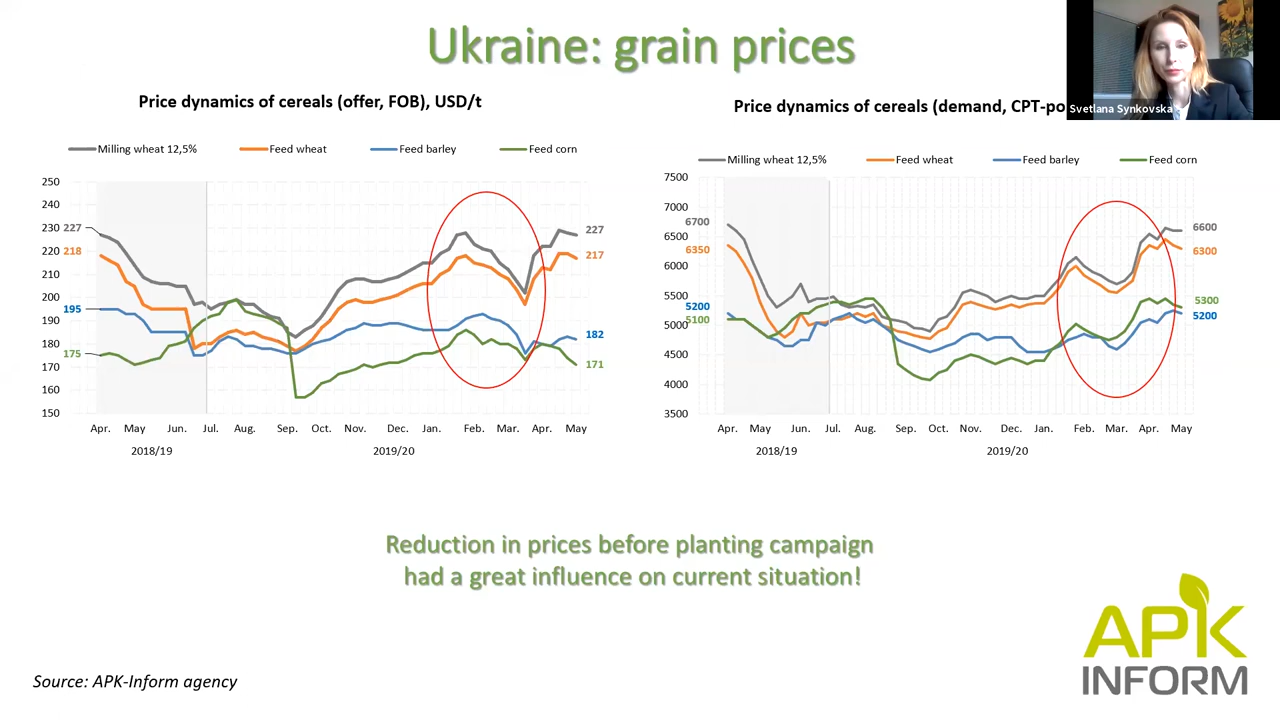 Ukraine: grain prices
Svetlana Synkovska
Price dynamics of cereals (offer, FOB), USD/t
Milling wheat 12,5% Feed wheat Feed barley Feed corn
250
240
230
220
210
200
190
180
170
160
150
227
218
195
175
227
217
182
171
Apr. May Jun. Jul. Aug. Sep. Oct. Nov. Dec. Jan. Feb. Mar. Apr. May
2018/19 2019/20
Price dynamics of cereals (demand, CPT-po
Milling wheat 12,5% Feed wheat Feed barley Feed corn
7500
7000
6500
6000
5500
5000
4500
4000
3500
6700
6350
5200
5100
6600
6300
5300
5200
Apr. May Jun. Jul. Aug. Sep. Oct. Nov. Dec. Jan. Feb. Mar. Apr. May
2018/19 2019/20
Reduction in prices before planting campaign
had a great influence on current situation!
Source: APK-Inform agency
APK
INFORM